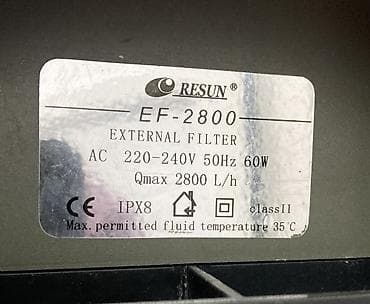 RESUN ®
EF-2800
EXTERNAL FILTER
AC 220-240V 50Hz 60W
Qmax 2800 L/h
CE IPX8 classII
Max. permitted fluid temperature 35℃